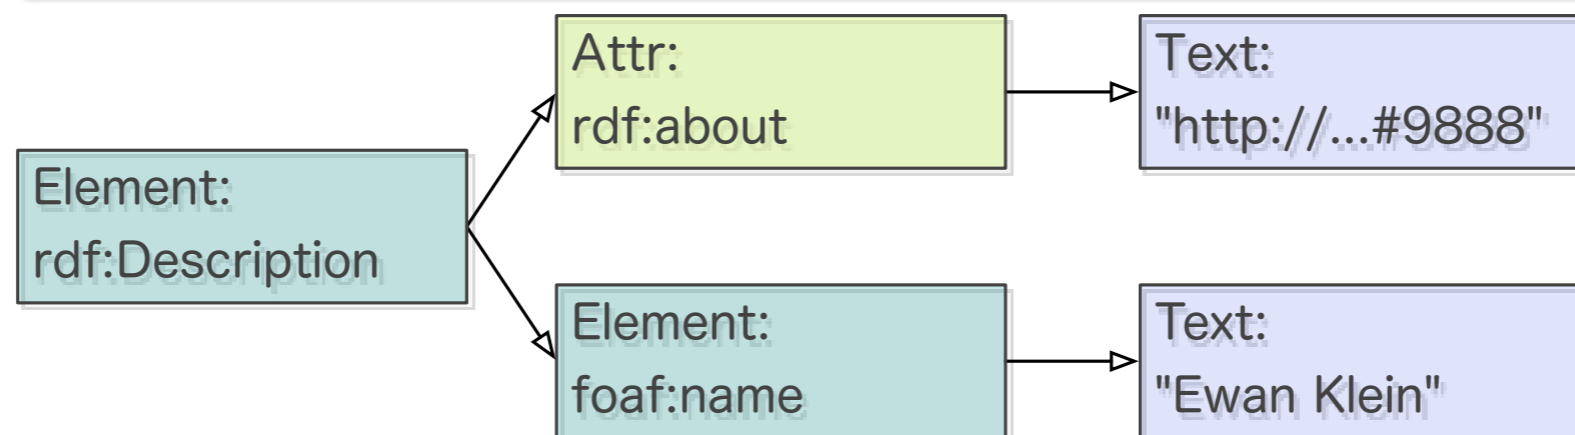 Element:
rdf:Description
Attr:
rdf:about
Text:
"http://...#9888"
Element:
foaf:name
Text:
"Ewan Klein"